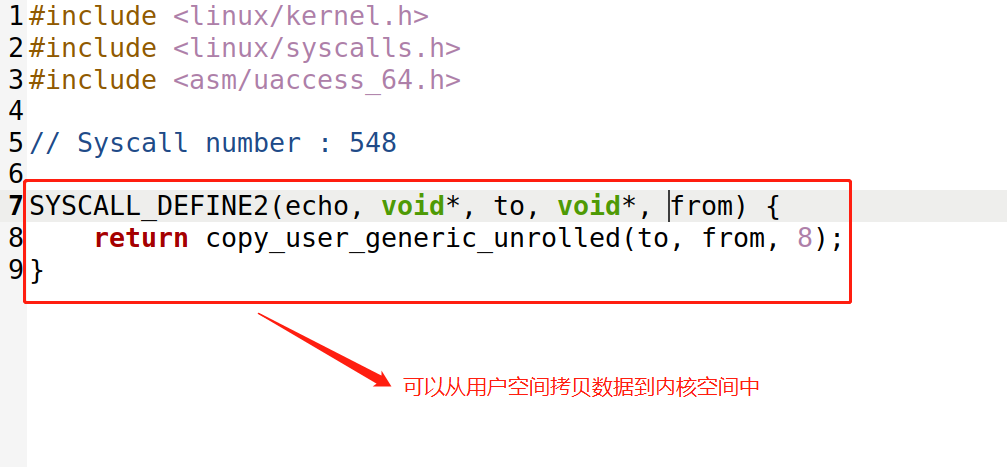 1 #include <linux/kernel.h>
2 #include <linux/syscalls.h>
3 #include <asm/uaccess_64.h>
4
5 // Syscall number : 548
6
7 SYSCALL_DEFINE2(echo, void*, to, void*, from) {
8     return copy_user_generic_unrolled(to, from, 8);
9 }
可以从用户空间拷贝数据到内核空间中